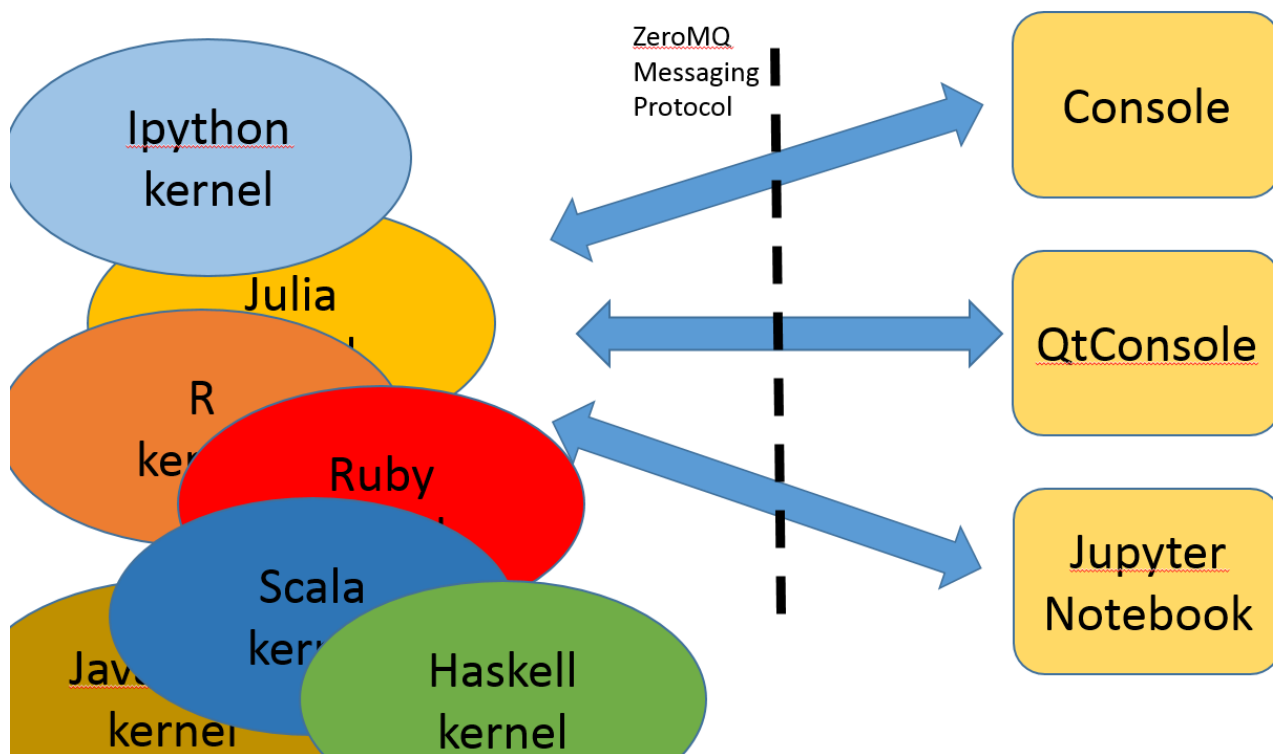 ZeroMQ
Messaging
Protocol
Ipython
kernel
Julia
R
Ruby
Scala
Haskell
kernel
kernel
Console
QtConsole
Jupyter
Notebook